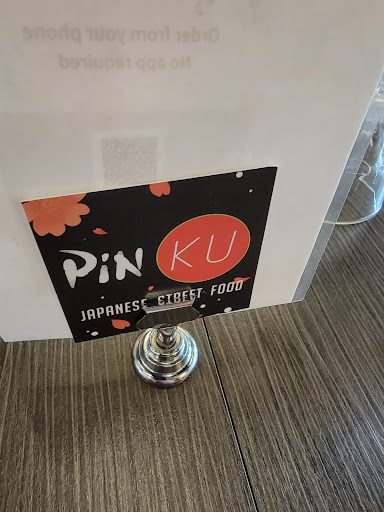 Order from your phone
No app required
PiN KU
JAPANESE STREET FOOD